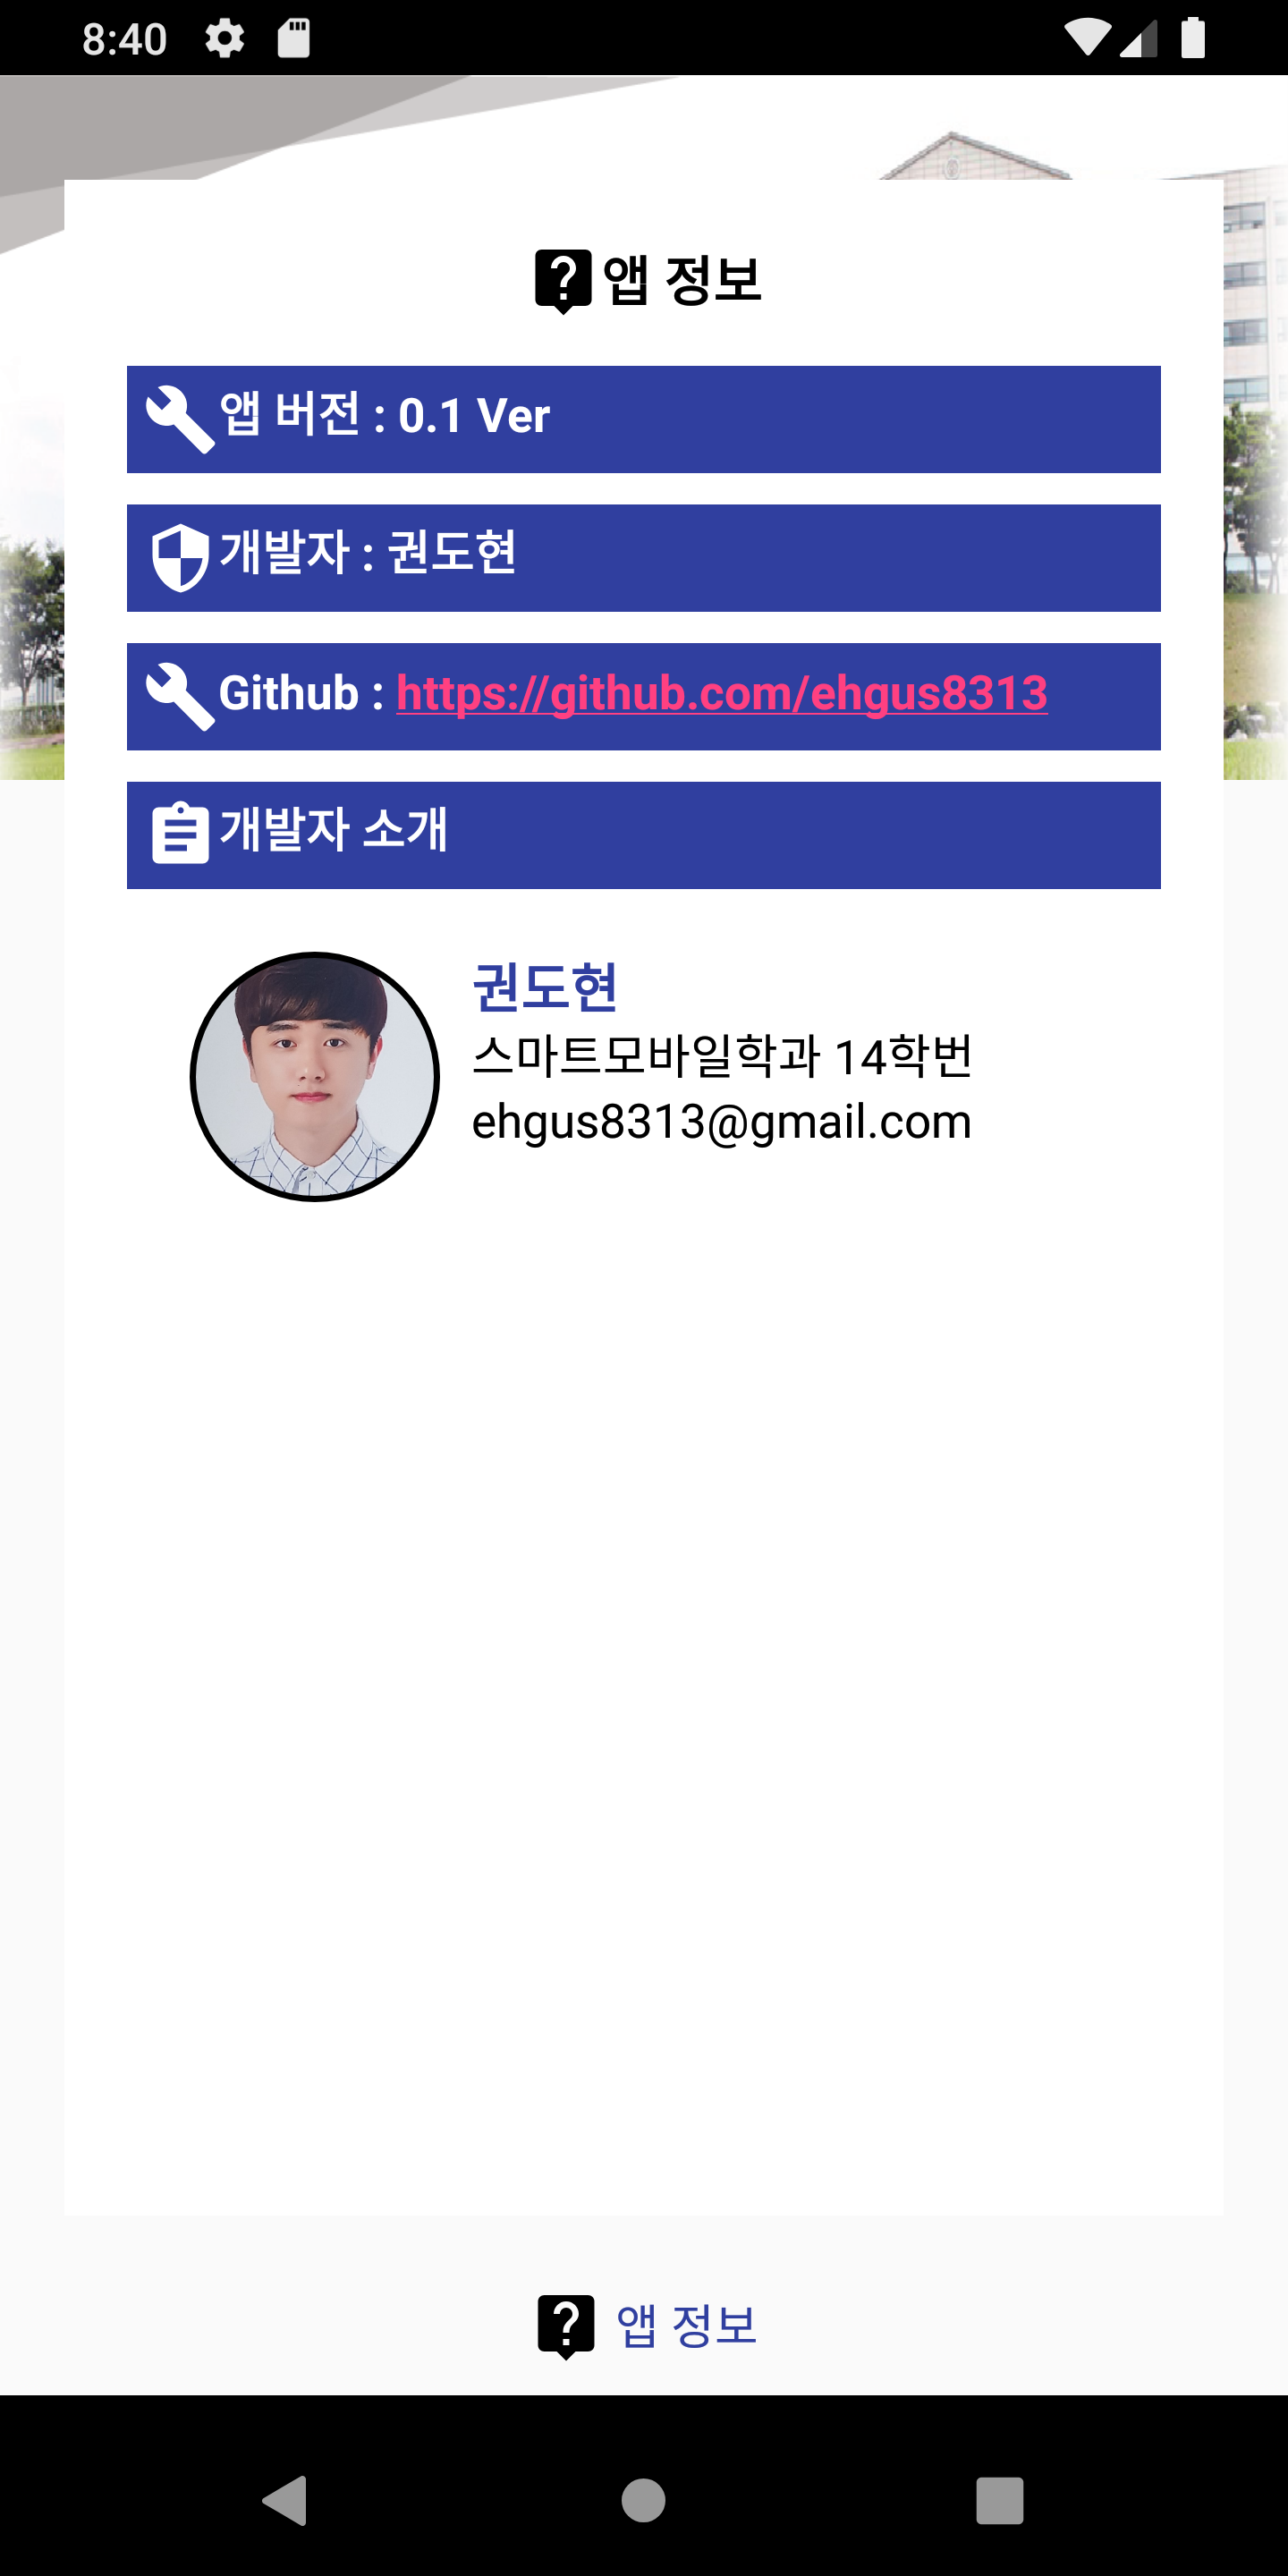 8:40
앱 정보
앱 버전 : 0.1 Ver
개발자 : 권도현
Github : https://github.com/ehgus8313
개발자 소개
권도현
스마트모바일학과 14학번
ehgus8313@gmail.com
앱 정보